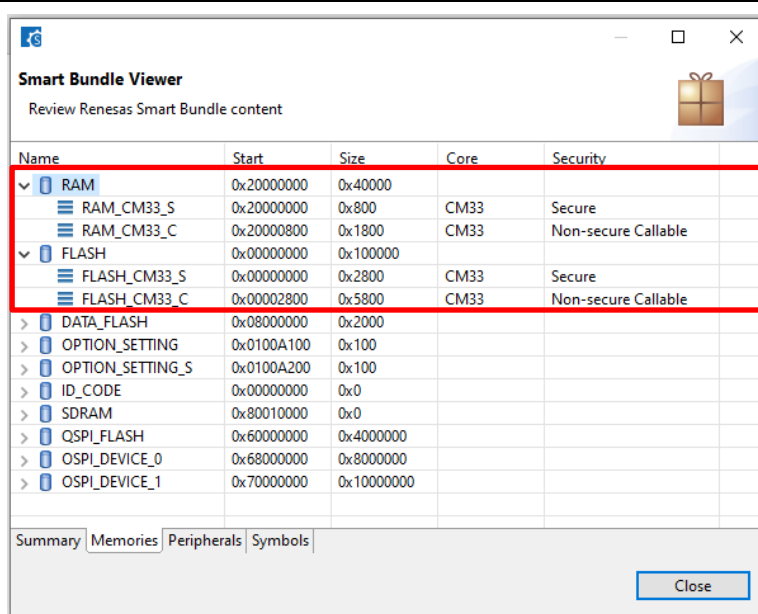 Smart Bundle Viewer
Review Renesas Smart Bundle content
Name Start Size Core Security
RAM 0x20000000 0x40000
RAM_CM33_S 0x20000000 0x800 CM33 Secure
RAM_CM33_C 0x20000800 0x1800 CM33 Non-secure Callable
FLASH 0x00000000 0x100000
FLASH_CM33_S 0x00000000 0x2800 CM33 Secure
FLASH_CM33_C 0x00002800 0x5800 CM33 Non-secure Callable
DATA_FLASH 0x08000000 0x2000
OPTION_SETTING 0x0100A100 0x100
OPTION_SETTING_S 0x0100A200 0x100
ID_CODE 0x00000000 0x0
SDRAM 0x80010000 0x0
QSPI_FLASH 0x60000000 0x4000000
OSPI_DEVICE_0 0x68000000 0x8000000
OSPI_DEVICE_1 0x70000000 0x10000000
Summary Memories Peripherals Symbols
Close